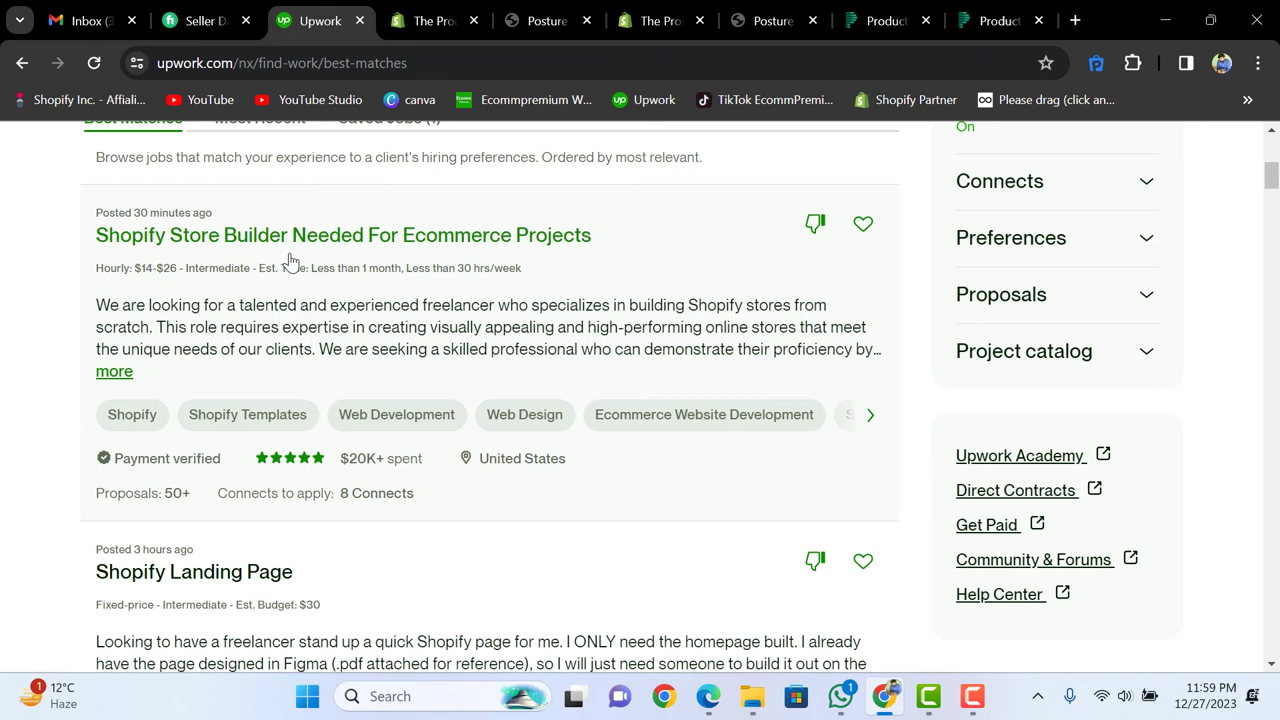 Inbox (3
Seller D
Upwork
The Pro
Posture
The Pro
Posture
Product
Product
upwork.com/nx/find-work/best-matches
Shopify Inc. - Affiali...
YouTube
YouTube Studio
canva
Ecommpremium W...
Upwork
TikTok EcommPremi...
Shopify Partner
Please drag (click an...
Best Matches
Most Recent
Saved Jobs (1)
Browse jobs that match your experience to a client's hiring preferences. Ordered by most relevant.
Posted 30 minutes ago
Shopify Store Builder Needed For Ecommerce Projects
Hourly: $14-$26 - Intermediate - Est. Time: Less than 1 month, Less than 30 hrs/week
We are looking for a talented and experienced freelancer who specializes in building Shopify stores from
scratch. This role requires expertise in creating visually appealing and high-performing online stores that meet
the unique needs of our clients. We are seeking a skilled professional who can demonstrate their proficiency by...
more
Shopify
Shopify Templates
Web Development
Web Design
Ecommerce Website Development
S
Payment verified
$20K+ spent
United States
Proposals: 50+
Connects to apply: 8 Connects
Posted 3 hours ago
Shopify Landing Page
Fixed-price - Intermediate - Est. Budget: $30
Looking to have a freelancer stand up a quick Shopify page for me. I ONLY need the homepage built. I already
have the page designed in Figma (.pdf attached for reference), so I will just need someone to build it out on the
On
Connects
Preferences
Proposals
Project catalog
Upwork Academy
Direct Contracts
Get Paid
Community & Forums
Help Center
1
12°C
Haze
Search
1
11:59 PM
12/27/2023